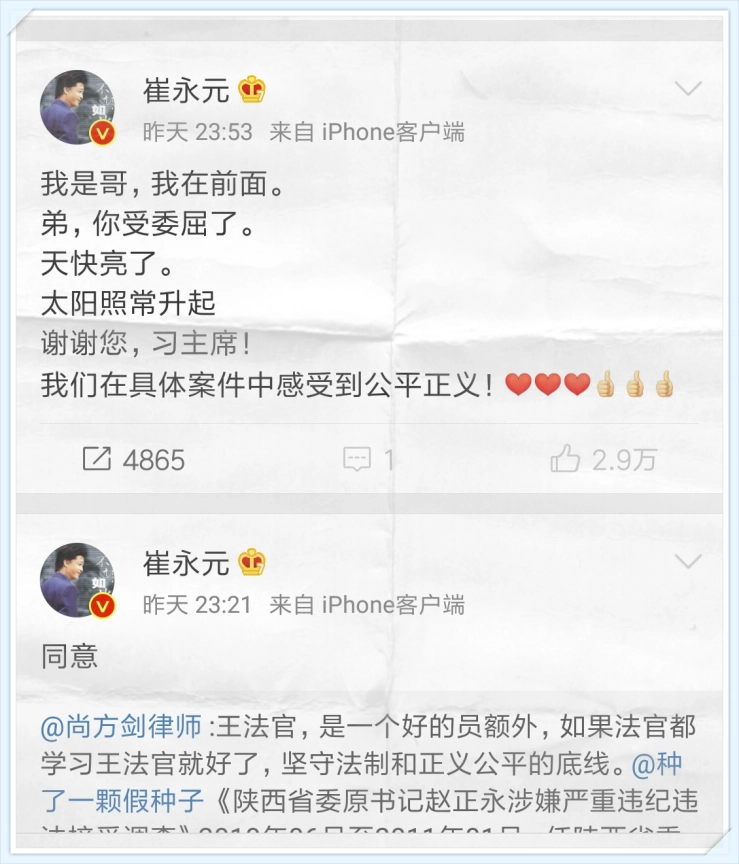 崔永元
昨天 23:53 来自 iPhone客户端
我是哥，我在前面。
弟，你受委屈了。
天快亮了。
太阳照常升起
谢谢您，习主席！
我们在具体案件中感受到公平正义！❤❤❤👍👍👍
4865 1 2.9万
崔永元
昨天 23:21 来自 iPhone客户端
同意
@尚方剑律师 :王法官，是一个好的员额外，如果法官都
学习王法官就好了，坚守法制和正义公平的底线。@种
了一颗假种子《陕西省委原书记赵正永涉嫌严重违纪违